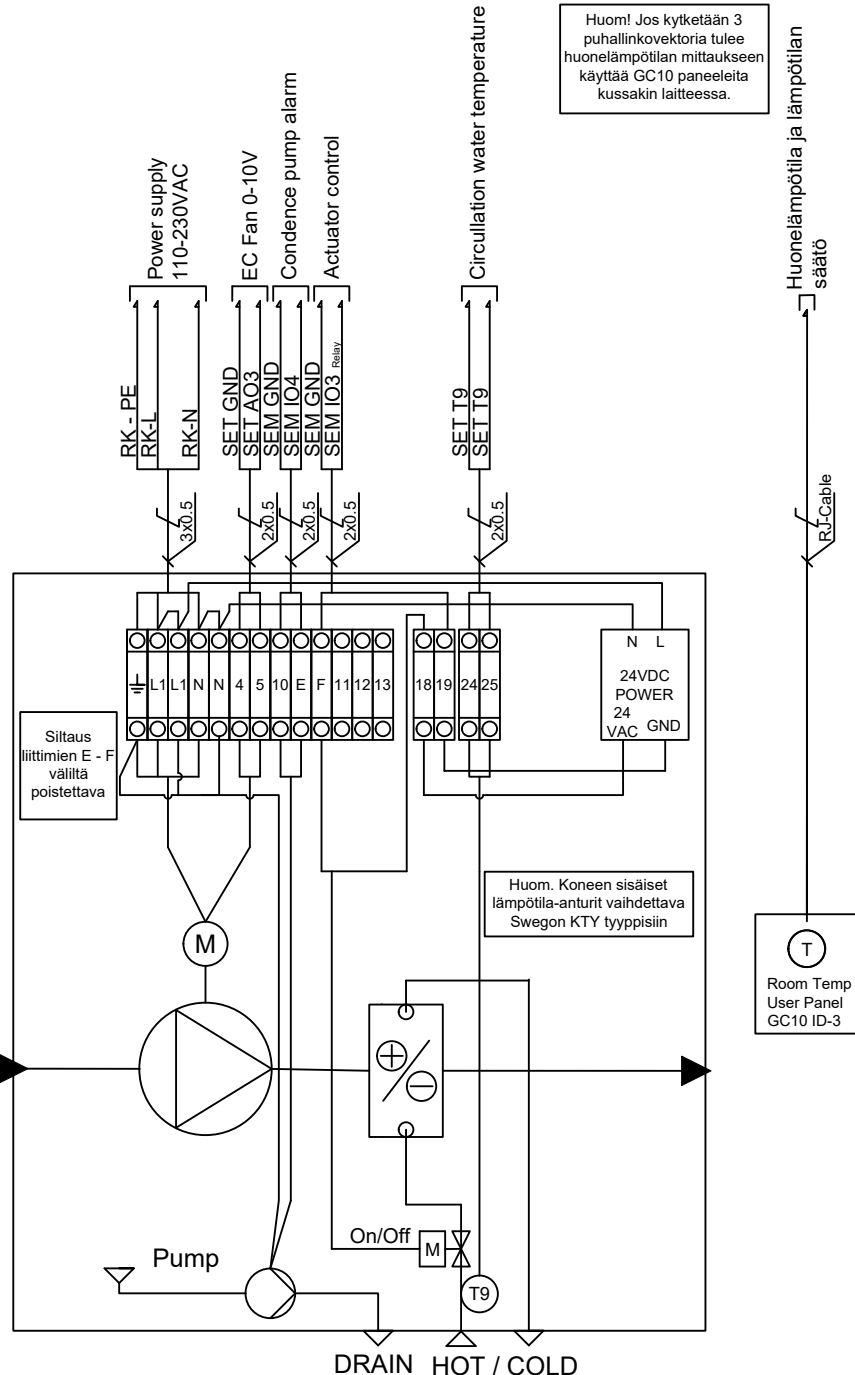 Huom! Jos kytketään 3
puhallinkovektoria tulee
huonelämpötilan mittaukseen
käyttää GC10 paneeleita
kussakin laitteessa.
Power supply
110-230VAC
EC Fan 0-10V
Condence pump alarm
Actuator control
Circullation water temperature
Huonelämpötila ja lämpötilan
säätö
RK - PE
RK-L
RK-N
SET GND
SET AO3
SEM GND
SEM IO4
SEM GND
SEM IO3 Relay
SET T9
SET T9
3x0.5
2x0.5
2x0.5
2x0.5
2x0.5
RJ-Cable
L1 L1 N N 4 5 10 E F 11 12 13
18 19
24 25
N L
24VDC
POWER
24
VAC GND
Siltaus
liittimien E - F
väliltä
poistettava
Huom. Koneen sisäiset
lämpötila-anturit vaihdettava
Swegon KTY tyyppisiin
M
T
Room Temp
User Panel
GC10 ID-3
On/Off
M
Pump
T9
DRAIN HOT / COLD